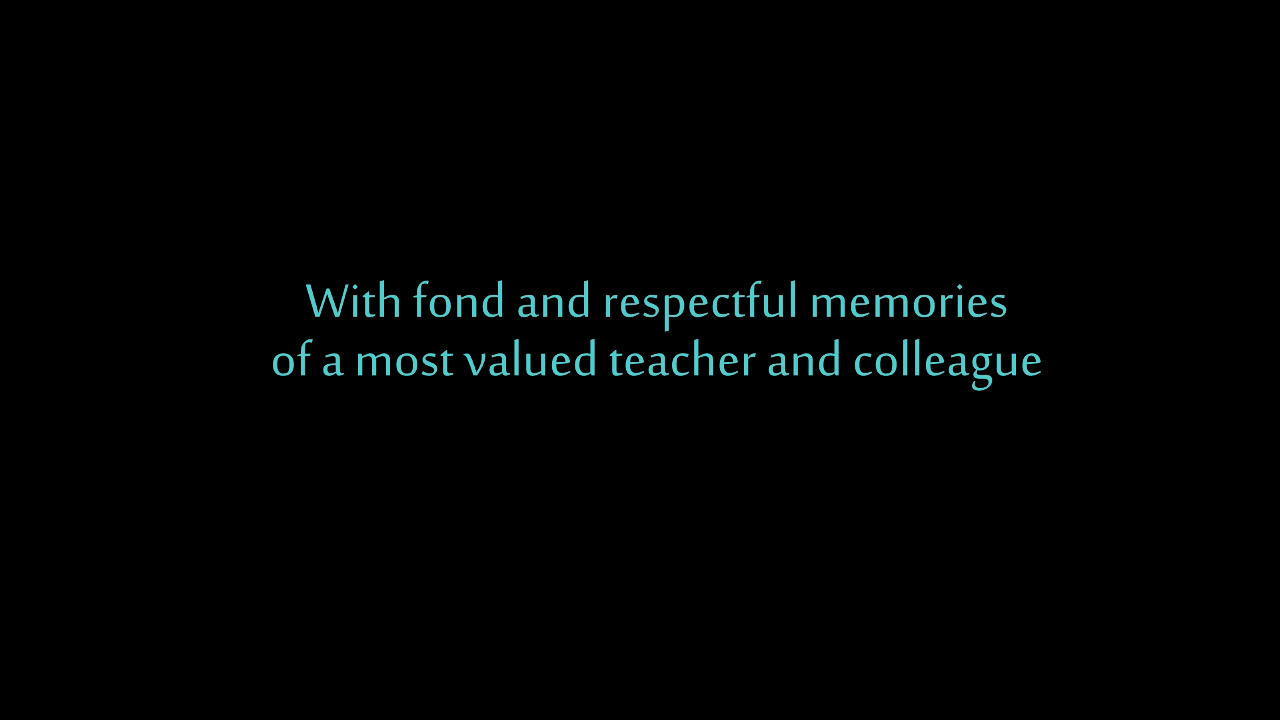 With fond and respectful memories
of a most valued teacher and colleague